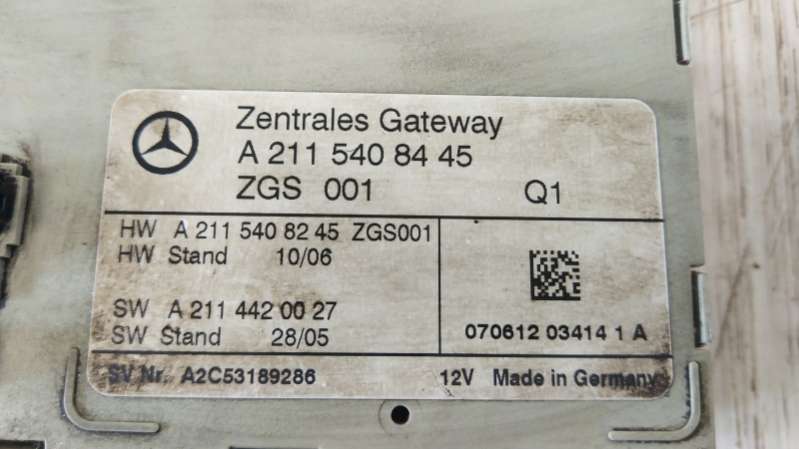 Zentrales Gateway
A 211 540 84 45
ZGS 001 Q1
HW A 211 540 82 45 ZGS001
HW Stand 10/06
SW A 211 442 00 27
SW Stand 28/05
070612 03414 1 A
SV Nr. A2C53189286 12V Made in Germany